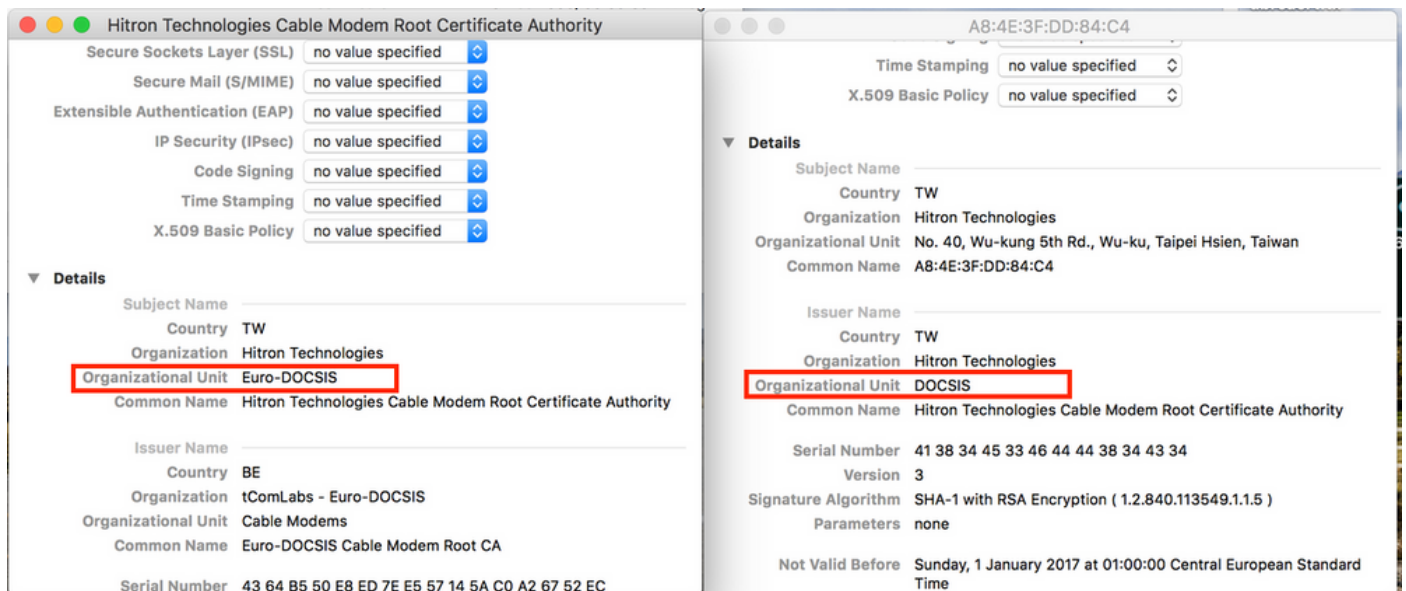 Hitron Technologies Cable Modem Root Certificate Authority
Secure Sockets Layer (SSL) no value specified
Secure Mail (S/MIME) no value specified
Extensible Authentication (EAP) no value specified
IP Security (IPsec) no value specified
Code Signing no value specified
Time Stamping no value specified
X.509 Basic Policy no value specified
Details
Subject Name
Country TW
Organization Hitron Technologies
Organizational Unit Euro-DOCSIS
Common Name Hitron Technologies Cable Modem Root Certificate Authority
Issuer Name
Country BE
Organization tComLabs - Euro-DOCSIS
Organizational Unit Cable Modems
Common Name Euro-DOCSIS Cable Modem Root CA
Serial Number 43 64 B5 50 E8 ED 7E E5 57 14 5A C0 A2 67 52 EC
A8:4E:3F:DD:84:C4
Time Stamping no value specified
X.509 Basic Policy no value specified
Details
Subject Name
Country TW
Organization Hitron Technologies
Organizational Unit No. 40, Wu-kung 5th Rd., Wu-ku, Taipei Hsien, Taiwan
Common Name A8:4E:3F:DD:84:C4
Issuer Name
Country TW
Organization Hitron Technologies
Organizational Unit DOCSIS
Common Name Hitron Technologies Cable Modem Root Certificate Authority
Serial Number 41 38 34 45 33 46 44 44 38 34 43 34
Version 3
Signature Algorithm SHA-1 with RSA Encryption ( 1.2.840.113549.1.1.5 )
Parameters none
Not Valid Before Sunday, 1 January 2017 at 01:00:00 Central European Standard
Time